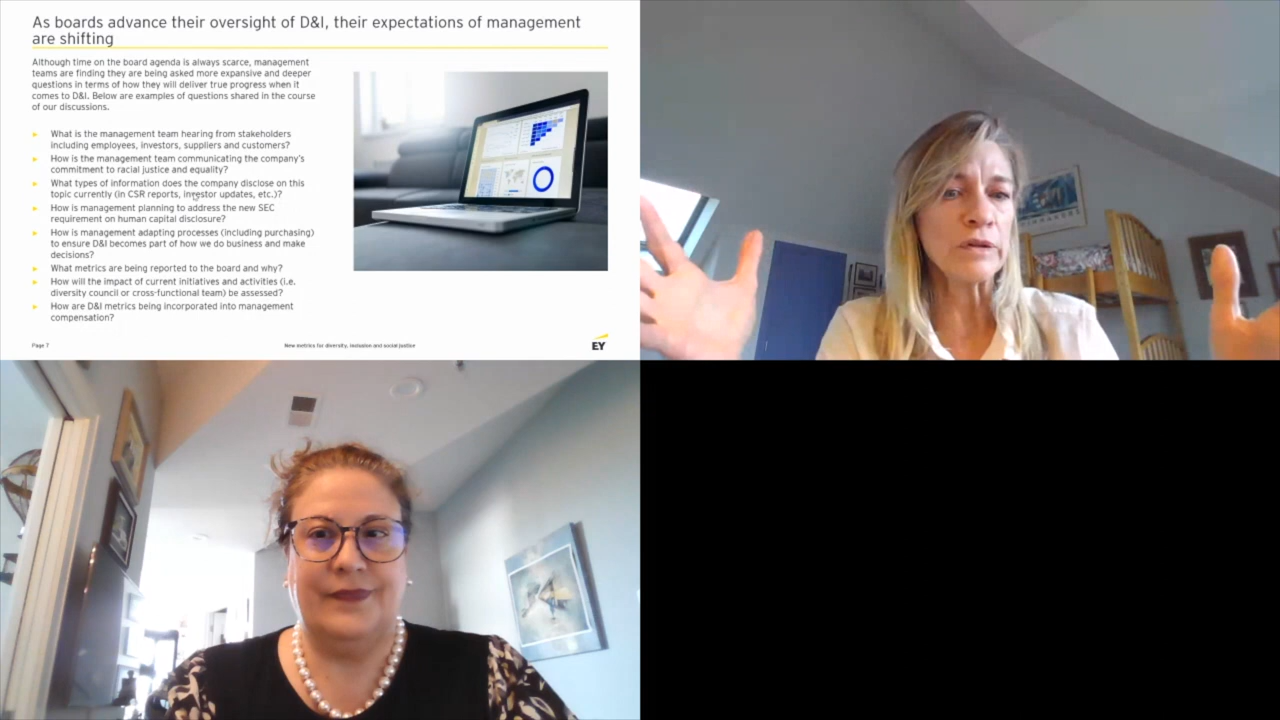 As boards advance their oversight of D&I, their expectations of management
are shifting
Although time on the board agenda is always scarce, management
teams are finding they are being asked more expansive and deeper
questions in terms of how they will deliver true progress when it
comes to D&I. Below are examples of questions shared in the course
of our discussions.
► What is the management team hearing from stakeholders
including employees, investors, suppliers and customers?
► How is the management team communicating the company's
commitment to racial justice and equality?
► What types of information does the company disclose on this
topic currently (in CSR reports, investor updates, etc.)?
► How is management planning to address the new SEC
requirement on human capital disclosure?
► How is management adapting processes (including purchasing)
to ensure D&I becomes part of how we do business and make
decisions?
► What metrics are being reported to the board and why?
► How will the impact of current initiatives and activities (i.e.
diversity council or cross-functional team) be assessed?
► How are D&I metrics being incorporated into management
compensation?
Page 7
New metrics for diversity, inclusion and social justice
EY